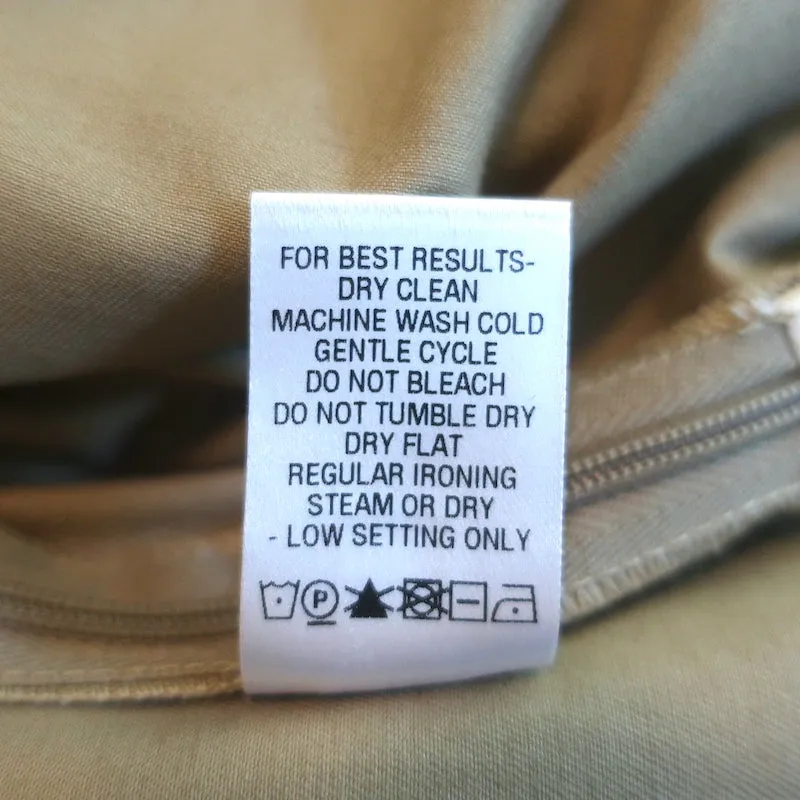 FOR BEST RESULTS-
DRY CLEAN
MACHINE WASH COLD
GENTLE CYCLE
DO NOT BLEACH
DO NOT TUMBLE DRY
DRY FLAT
REGULAR IRONING
STEAM OR DRY
- LOW SETTING ONLY
P